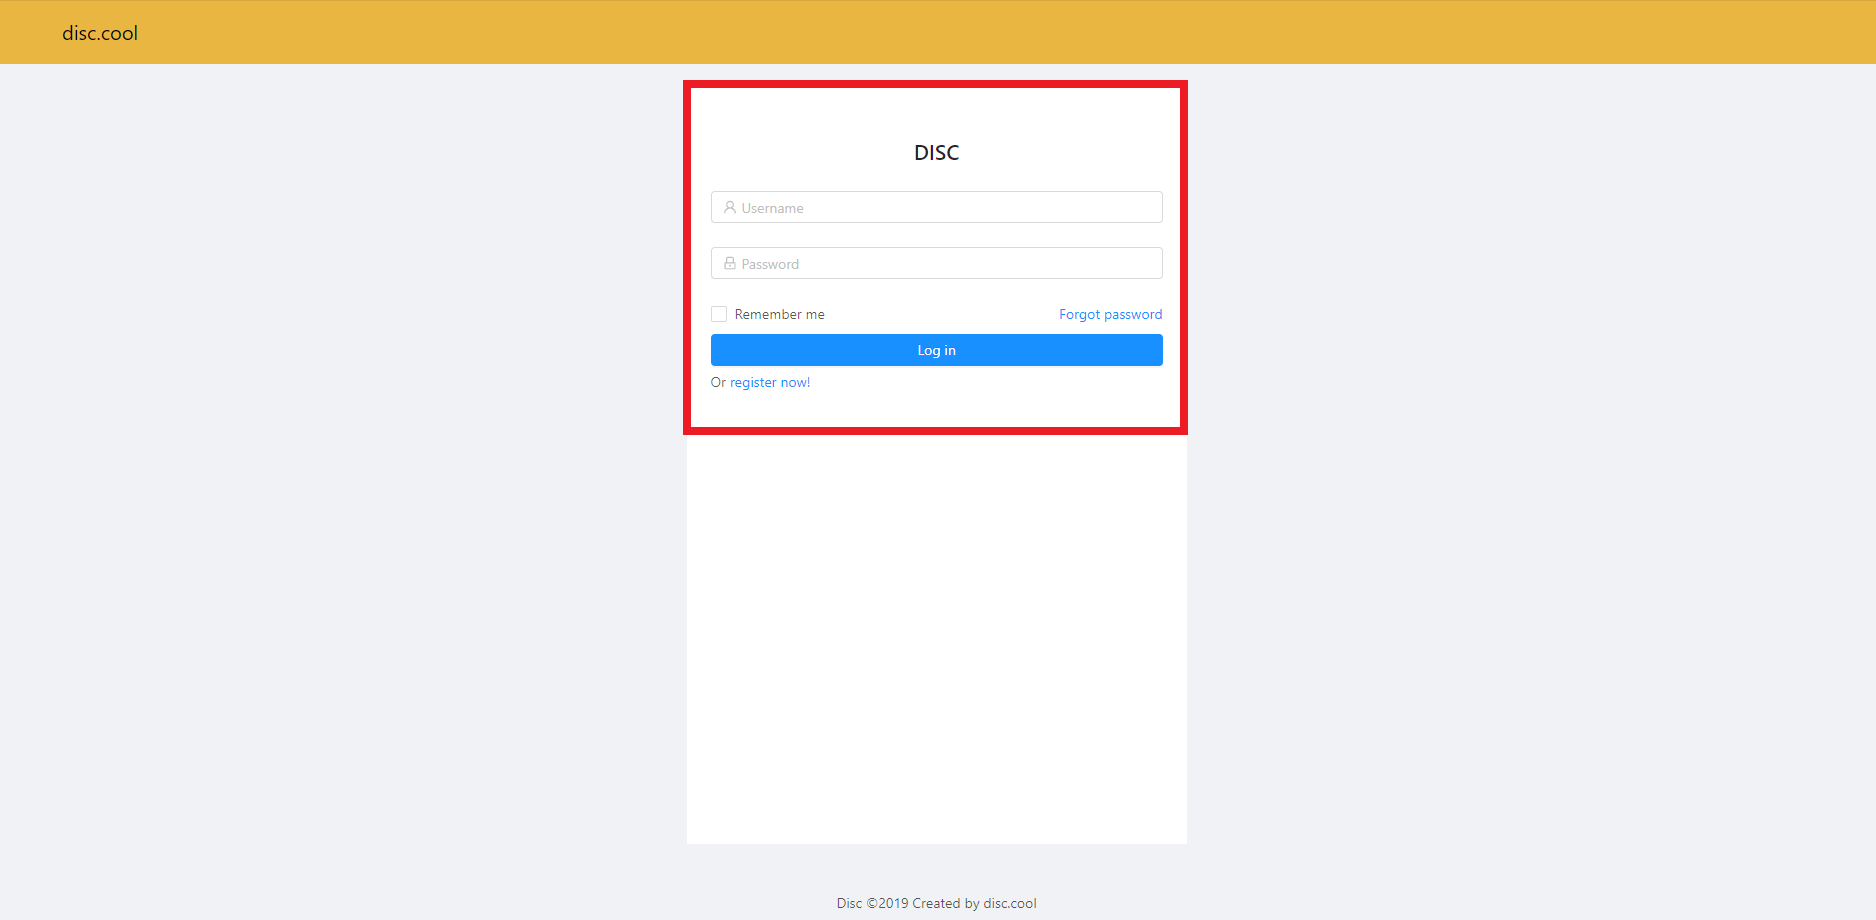 disc.cool
DISC
Username
Password
Remember me
Forgot password
Log in
Or register now!
Disc ©2019 Created by disc.cool